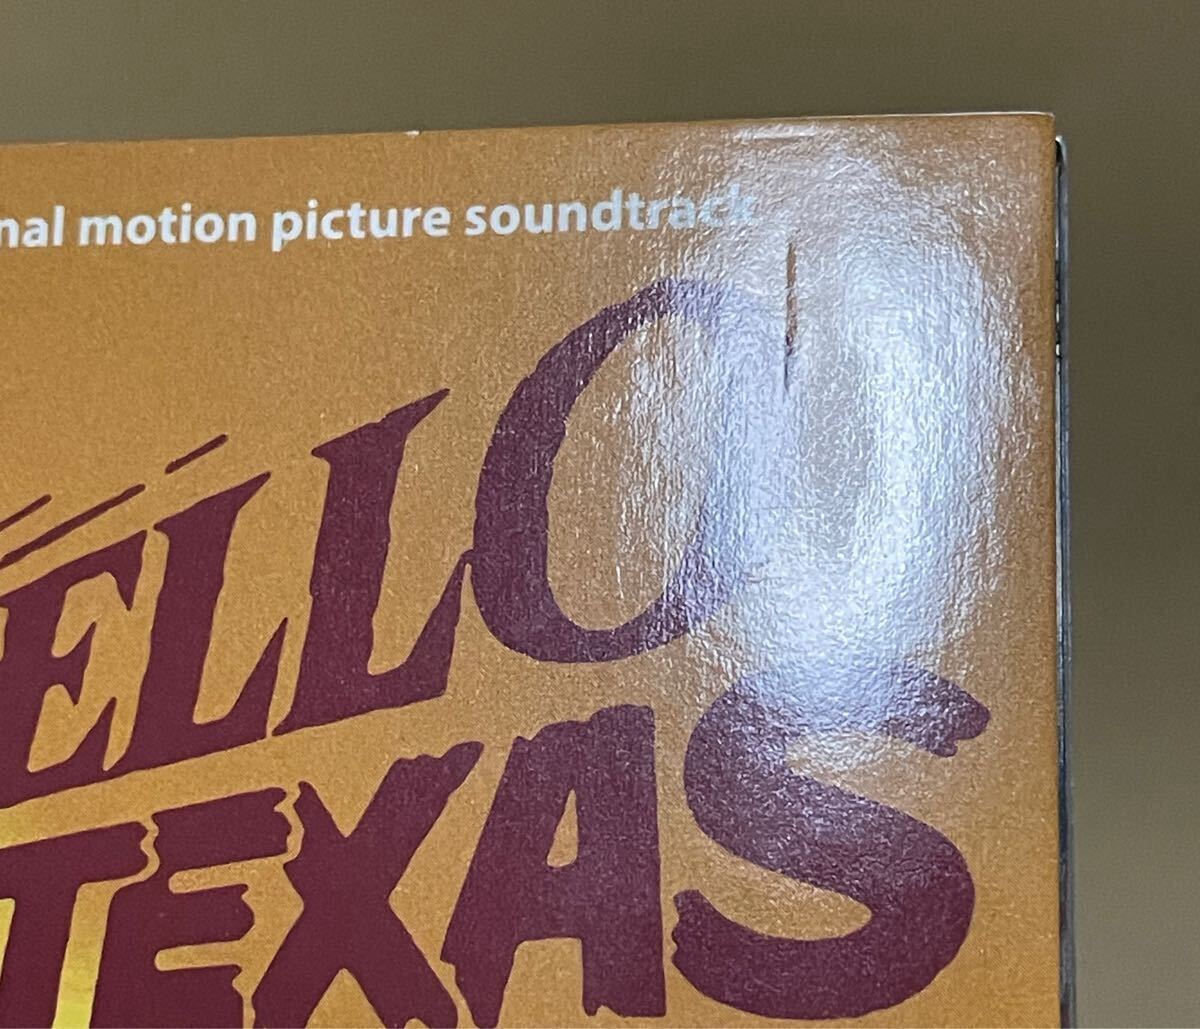 nal motion picture soundtrack
ELLO
TEXAS